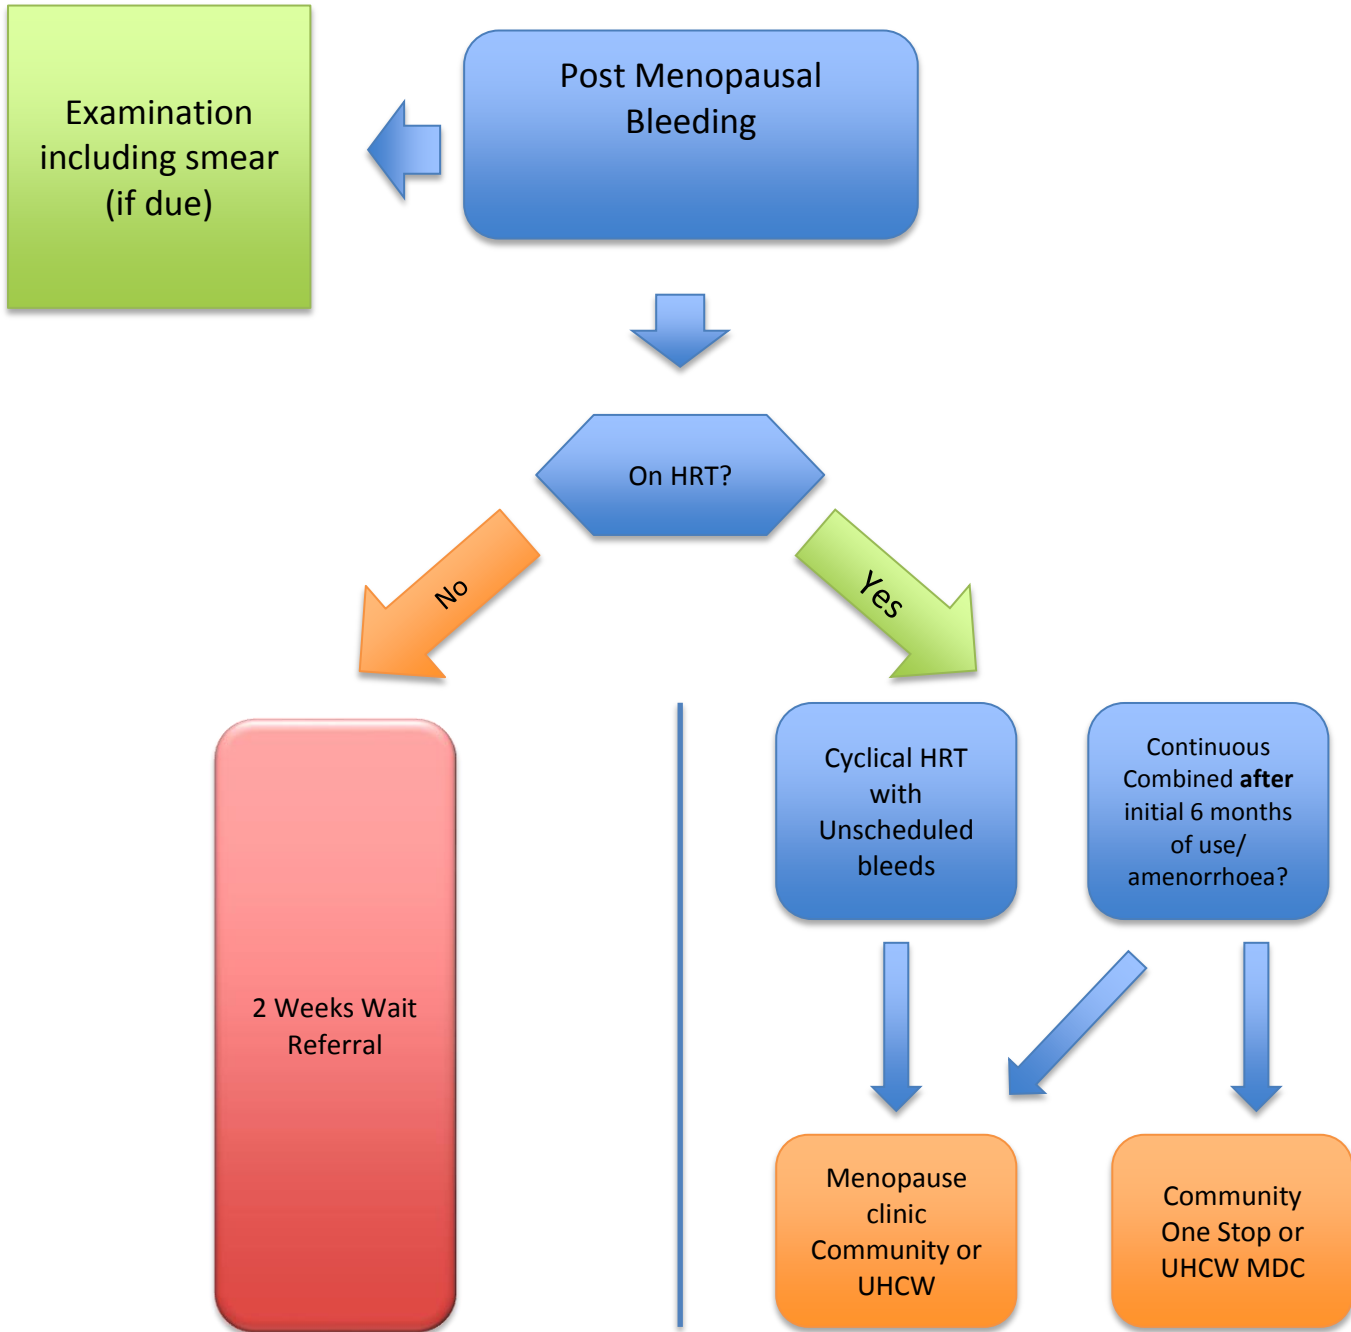 Examination
including smear
(if due)
Post Menopausal
Bleeding
On HRT?
No
Yes
2 Weeks Wait
Referral
Cyclical HRT
with
Unscheduled
bleeds
Continuous
Combined after
initial 6 months
of use/
amenorrhoea?
Menopause
clinic
Community or
UHCW
Community
One Stop or
UHCW MDC